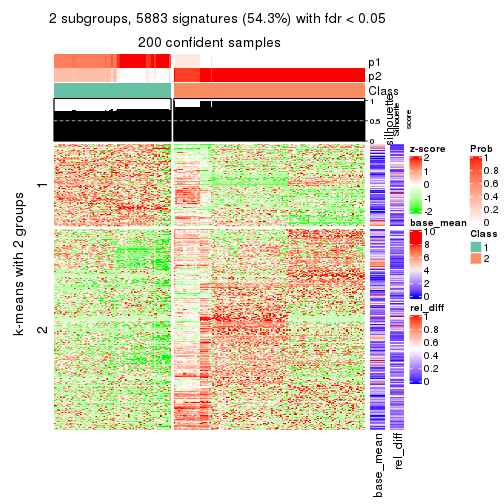 2 subgroups, 5883 signatures (54.3%) with fdr < 0.05
200 confident samples
p1
p2
Class
1
0.5
0
silhouette
Silhouette
score
k-means with 2 groups
1
2
z-score
2
1
0
-1
-2
base_mean
10
8
6
4
2
0
rel_diff
1
0.8
0.6
0.4
0.2
0
Prob
1
0.8
0.6
0.4
0.2
0
Class
1
2
base_mean
rel_diff